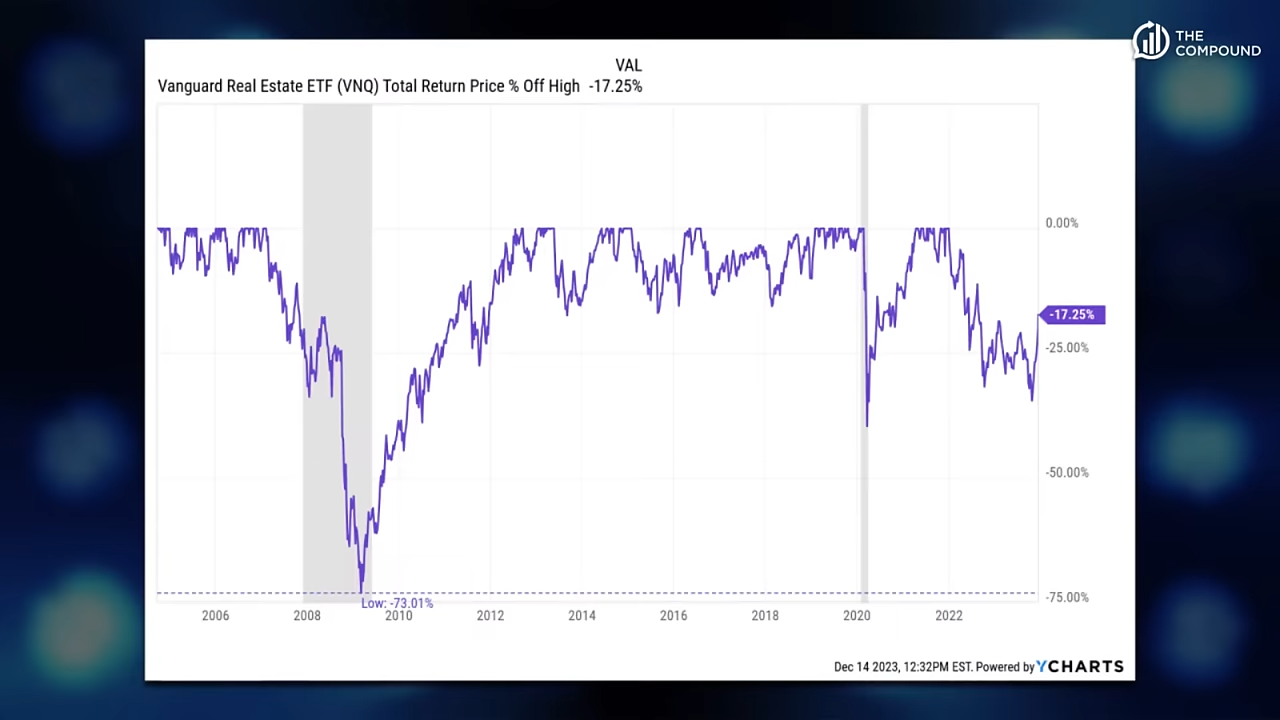 THE
COMPOUND
VAL
Vanguard Real Estate ETF (VNQ) Total Return Price % Off High -17.25%
0.00%
-17.25%
-25.00%
-50.00%
-75.00%
Low: -73.01%
2006 2008 2010 2012 2014 2016 2018 2020 2022
Dec 14 2023, 12:32PM EST. Powered by YCHARTS